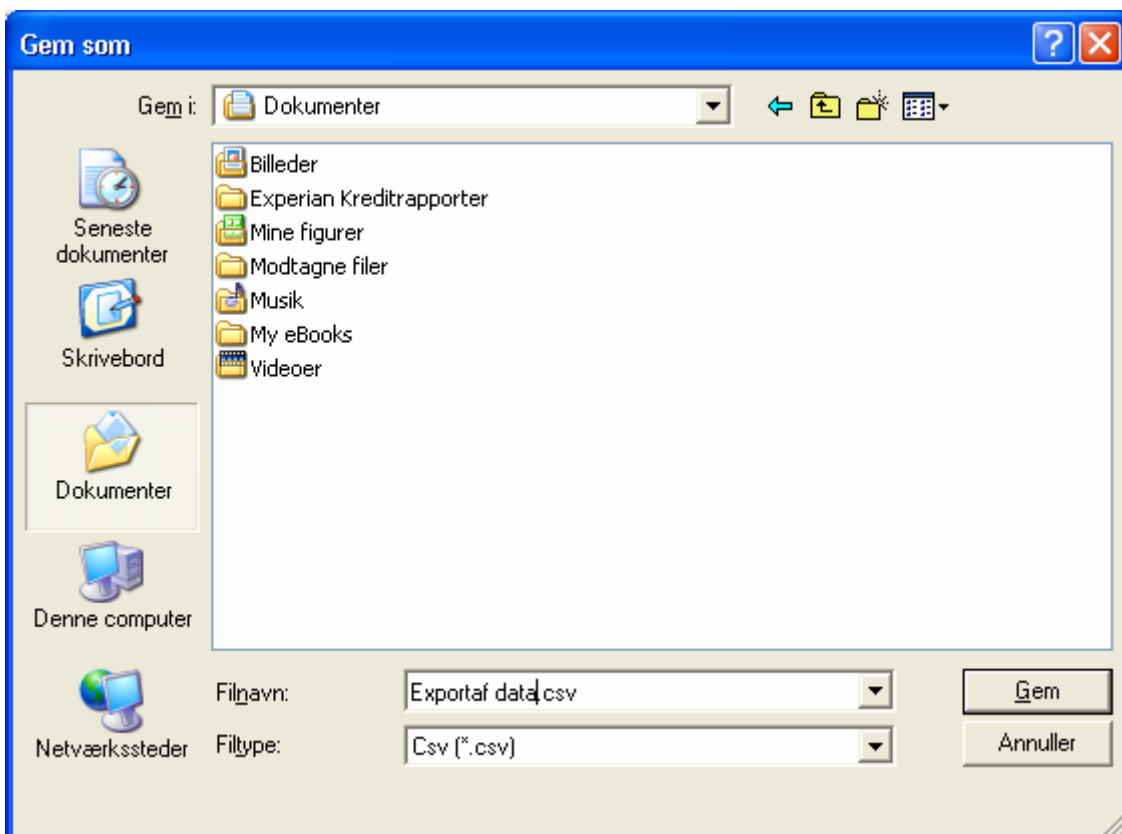 Gem som
Gem i:
Dokumenter
Seneste
dokumenter
Skrivebord
Dokumenter
Denne computer
Netværkssteder
Billeder
Experian Kreditrapporter
Mine figurer
Modtagne filer
Musik
My eBooks
Videoer
Filnavn:
Exportaf data.csv
Gem
Filtype:
Csv (*.csv)
Annuller